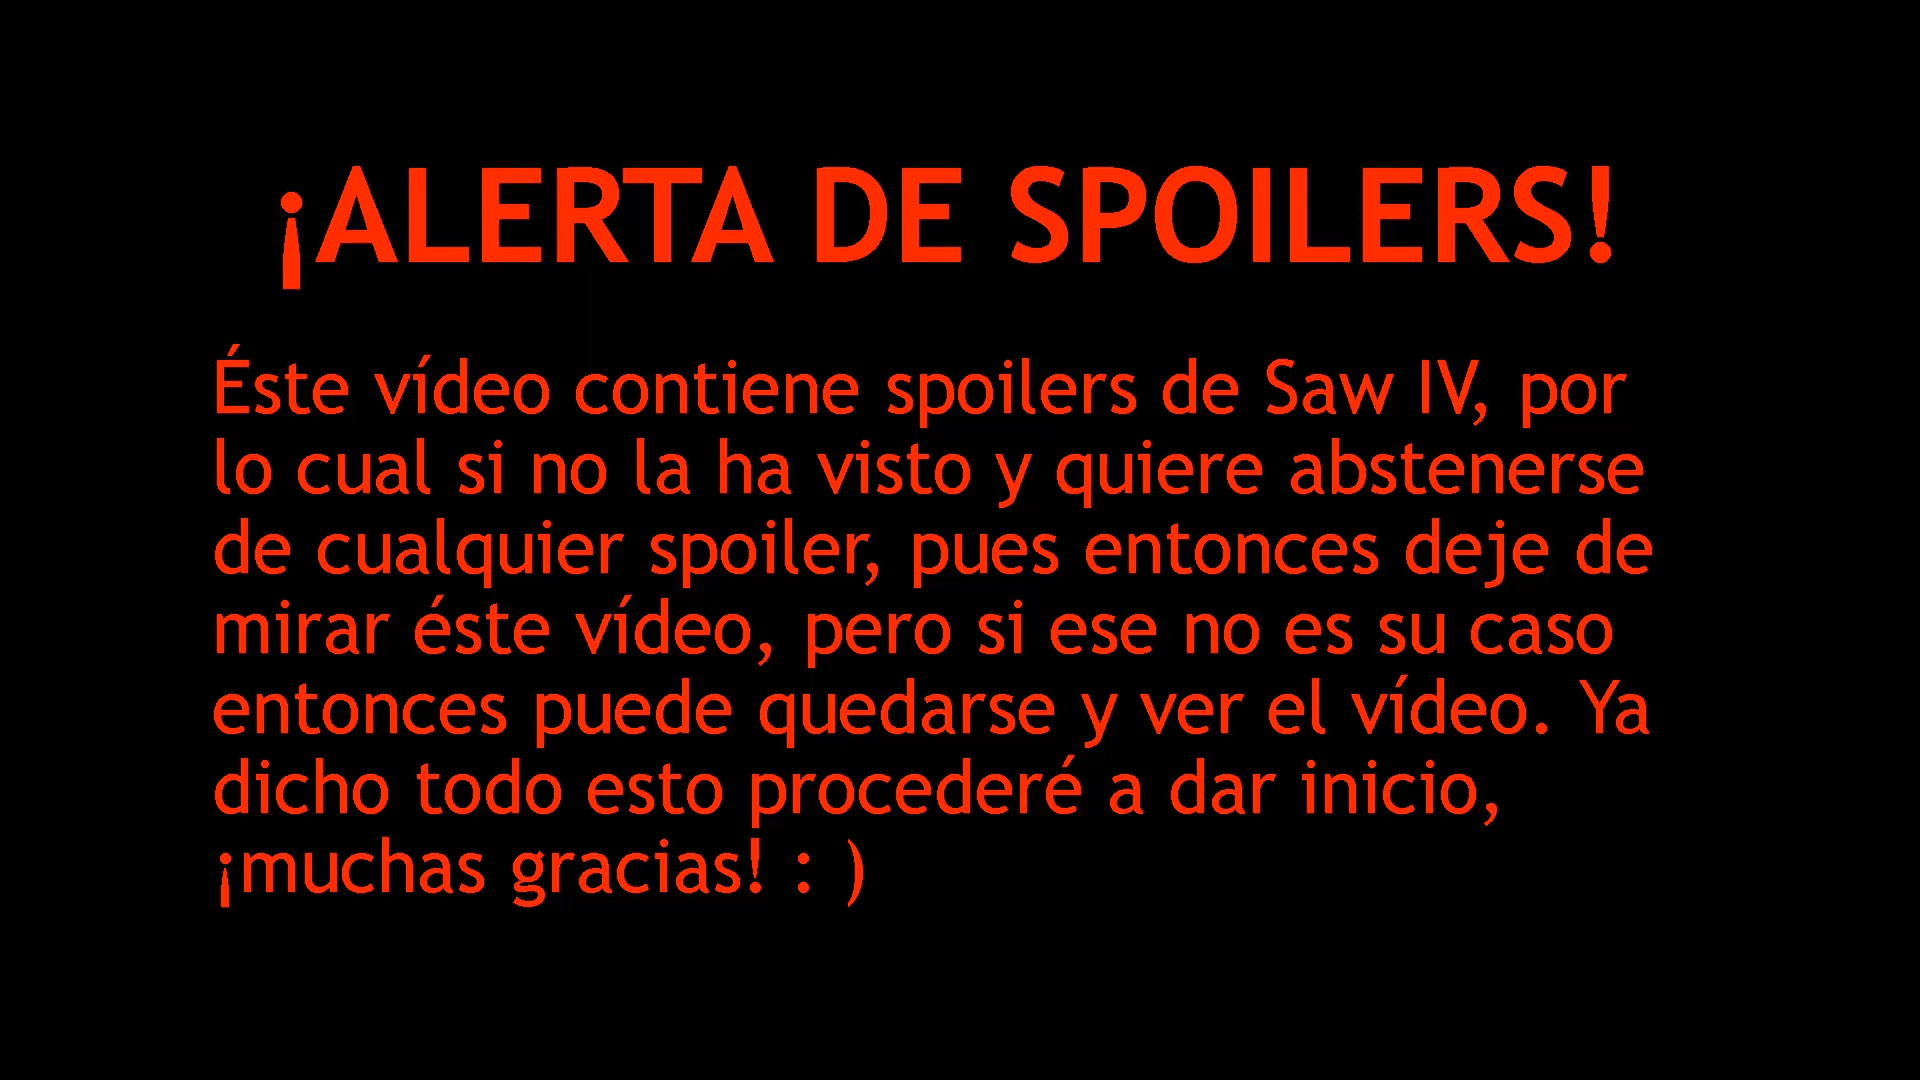 ¡ALERTA DE SPOILERS!
Éste vídeo contiene spoilers de Saw IV, por
lo cual si no la ha visto y quiere abstenerse
de cualquier spoiler, pues entonces deje de
mirar éste vídeo, pero si ese no es su caso
entonces puede quedarse y ver el vídeo. Ya
dicho todo esto procederé a dar inicio,
¡muchas gracias! : )